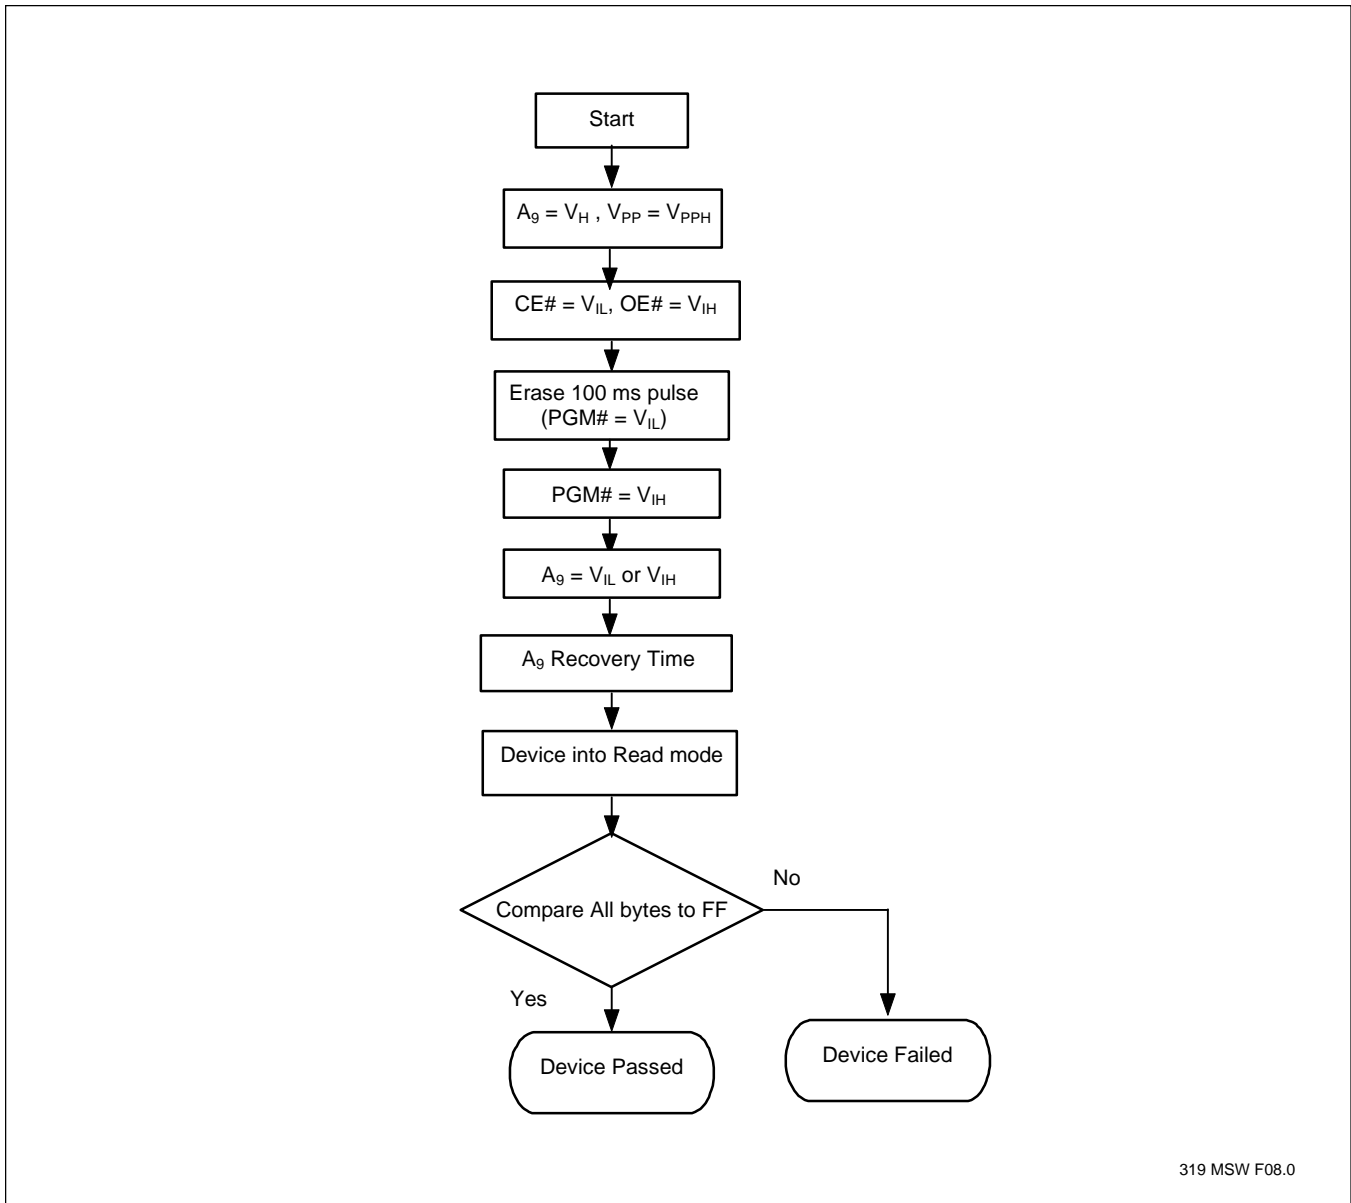 Start
A9 = VH , VPP = VPPH
CE# = VIL, OE# = VIH
Erase 100 ms pulse
(PGM# = VIL)
PGM# = VIH
A9 = VIL or VIH
A9 Recovery Time
Device into Read mode
No
Compare All bytes to FF
Yes
Device Passed
Device Failed
319 MSW F08.0